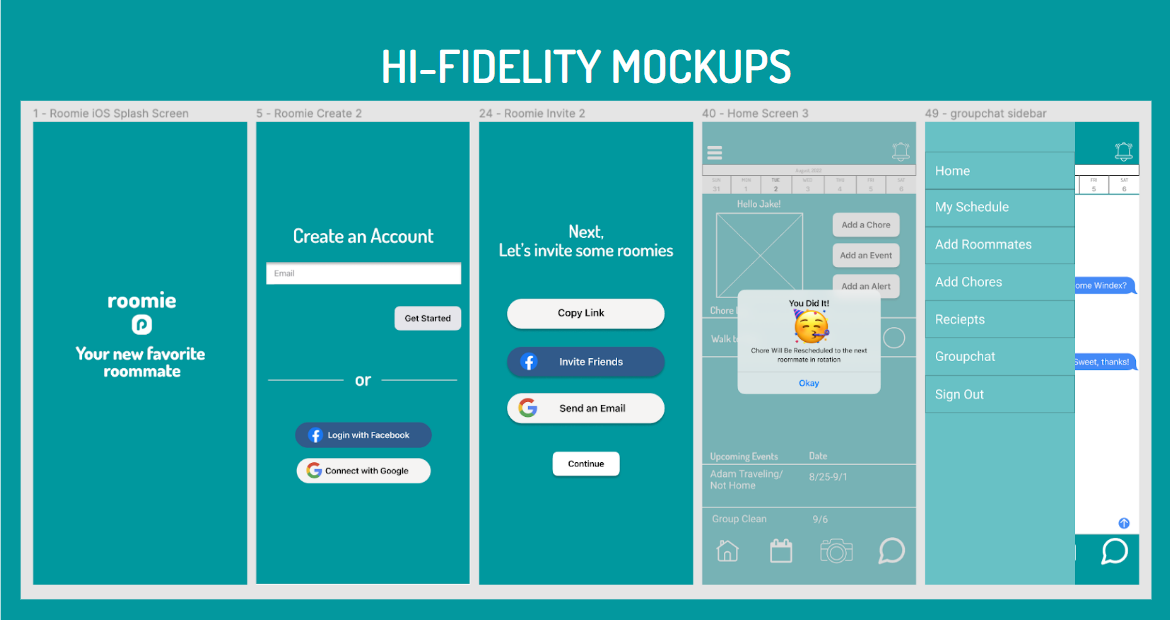 HI-FIDELITY MOCKUPS
1 - Roomie iOS Splash Screen
roomie
Your new favorite
roommate
5 - Roomie Create 2
Create an Account
Email
Get Started
or
Login with Facebook
Connect with Google
24 - Roomie Invite 2
Next,
Let's invite some roomies
Copy Link
Invite Friends
Send an Email
Continue
40 - Home Screen 3
August 2022
SUN MON TUE WED THU FRI SAT
31 1 2 3 4 5 6
Hello Jake!
Add a Chore
Add an Event
Add an Alert
Chore
Walk
You Did It!
Chore Will Be Rescheduled to the next
roommate in rotation
Okay
Upcoming Events Date
Adam Traveling/
Not Home
8/25-9/1
Group Clean 9/6
49 - groupchat sidebar
FRI SAT
5 6
Home
My Schedule
Add Roommates
Add Chores
Reciepts
Groupchat
Sign Out
ome Windex?
Sweet, thanks!